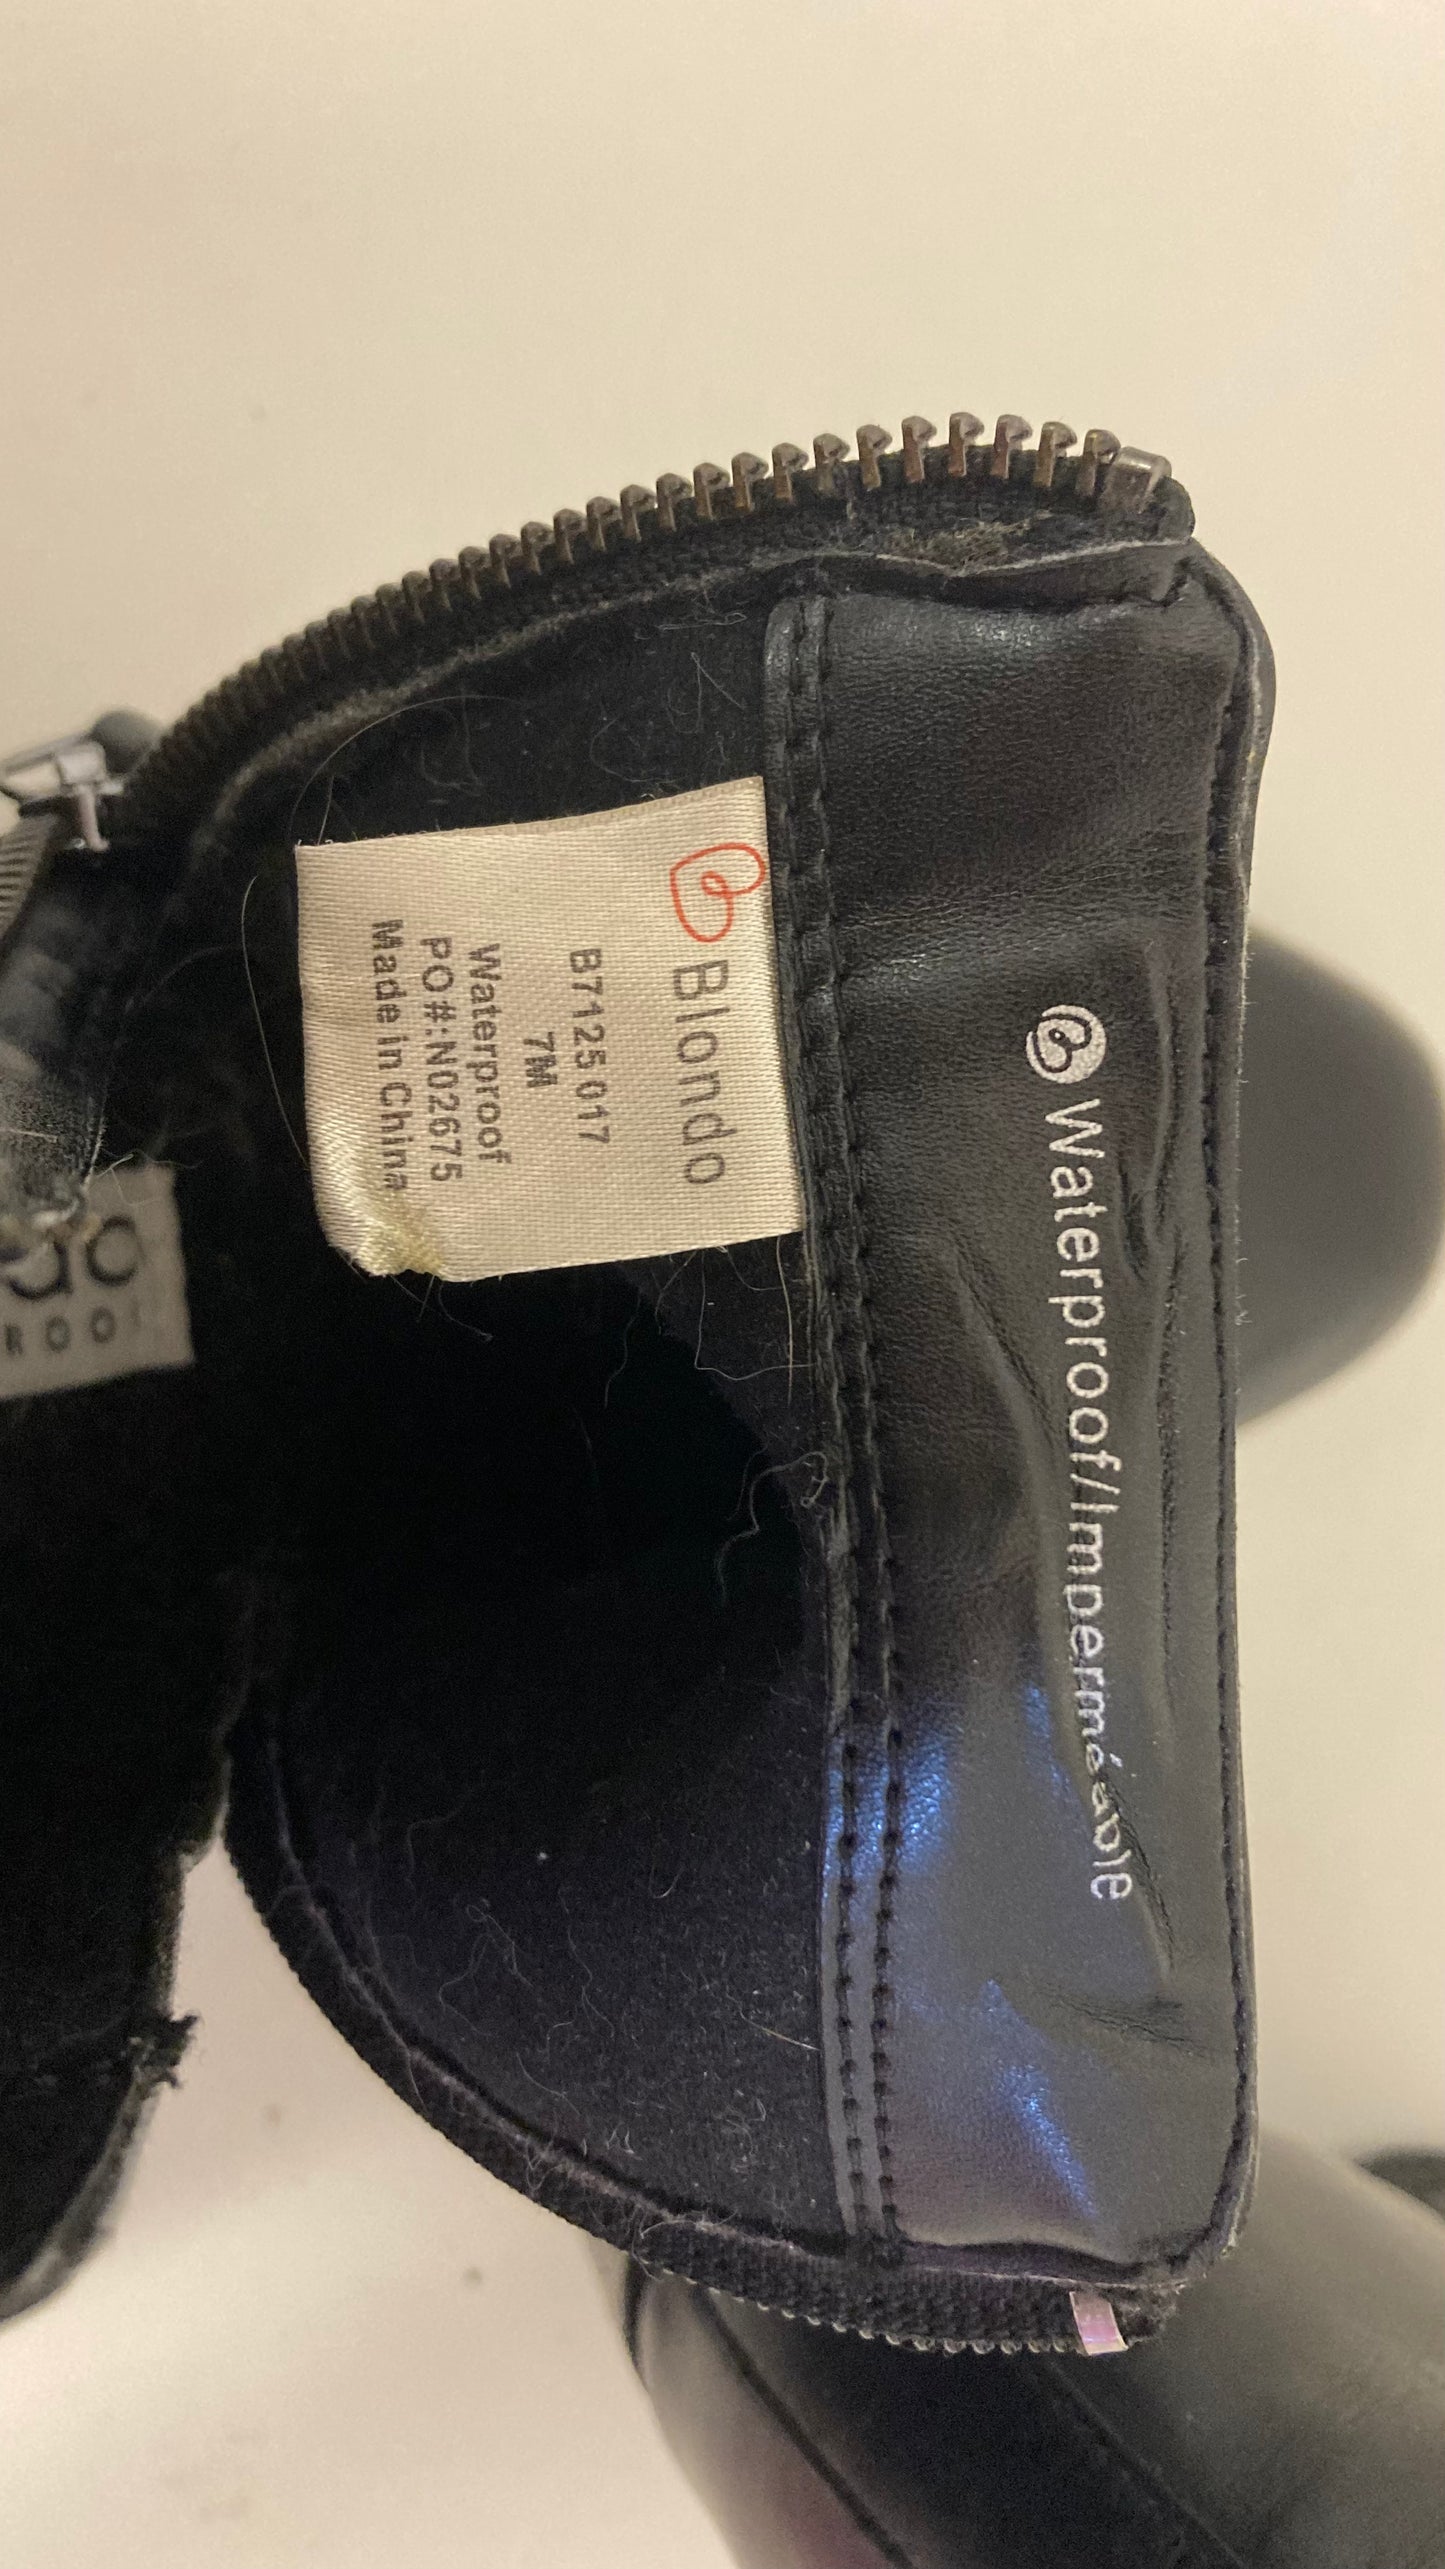 Blondo
B7125 017
7M
Waterproof
PO#:N02675
Made in China
Waterproof/Imperméable